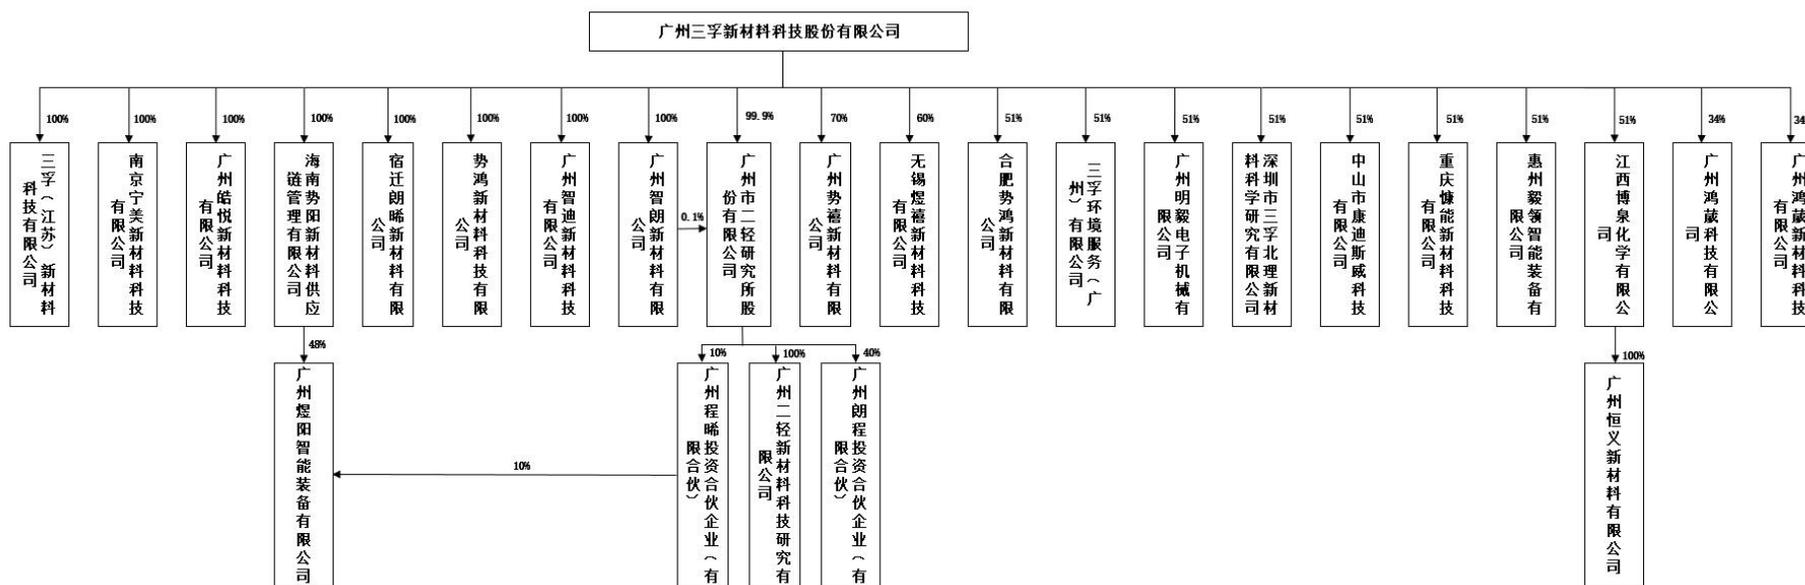 广州三孚新材料科技股份有限公司
100%
100%
100%
100%
100%
100%
100%
100%
99.9%
70%
60%
51%
51%
51%
51%
51%
51%
51%
51%
34%
34
三孚（江苏）新材料
科技有限公司
南京宁美新材料科技
有限公司
广州皓悦新材料科技
有限公司
海南势阳新材料供应
链管理有限公司
宿迁朗晞新材料有限
公司
势鸿新材料科技有限
公司
广州智迪新材料科技
有限公司
广州智朗新材料有限
公司
0.1%
广州市二轻研究所股
份有限公司
广州势禧新材料有限
公司
无锡煜禧新材料科技
有限公司
合肥势鸿新材料有限
公司
三孚环境服务（广
州）有限公司
广州明毅电子机械有
限公司
深圳市三孚北理新材
料科学研究有限公司
中山市康迪斯威科技
有限公司
重庆慷能新材料科技
有限公司
惠州毅领智能装备有
限公司
江西博泉化学有限公
司
广州鸿葳科技有限公
司
广州鸿葳新材料科技
有限公司
48%
10%
100%
40%
100%
广州煜阳智能装备有限公司
10%
广州程晞投资合伙企业（有
限合伙）
广州二轻新材料科技研究有
限公司
广州朗程投资合伙企业（有
限合伙）
广州恒义新材料有限公司